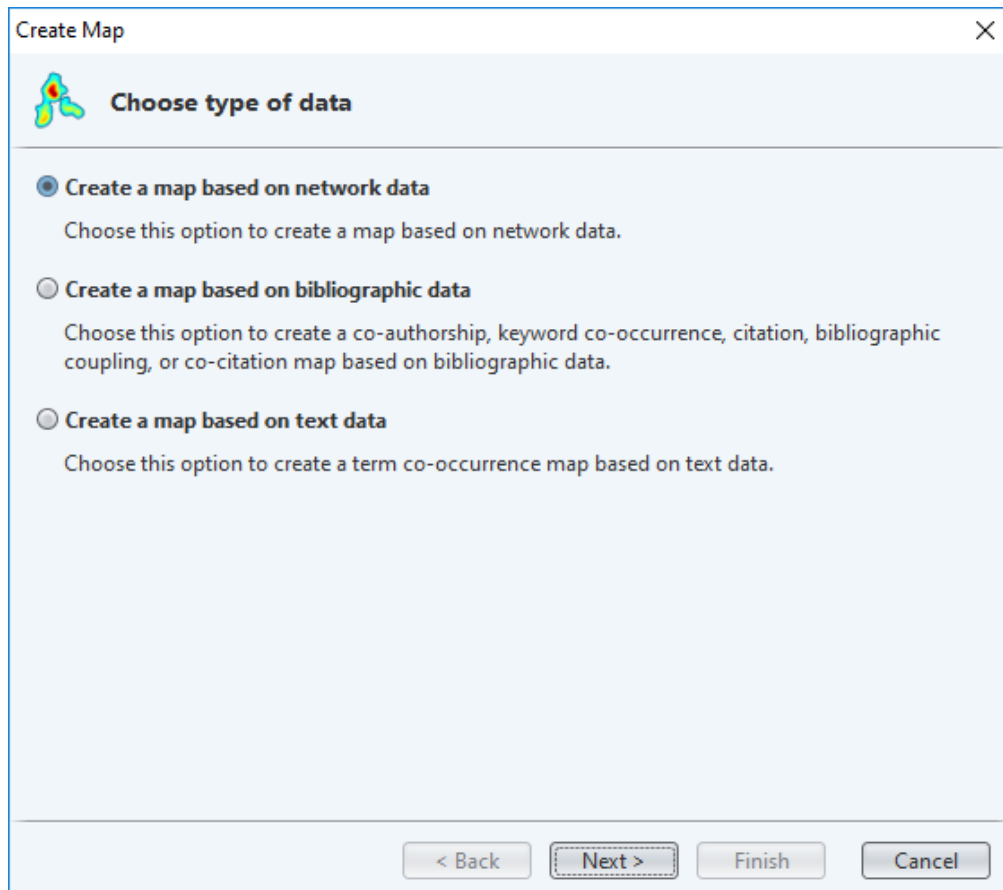 Create Map
Choose type of data
Create a map based on network data
Choose this option to create a map based on network data.
Create a map based on bibliographic data
Choose this option to create a co-authorship, keyword co-occurrence, citation, bibliographic
coupling, or co-citation map based on bibliographic data.
Create a map based on text data
Choose this option to create a term co-occurrence map based on text data.
< Back Next > Finish Cancel